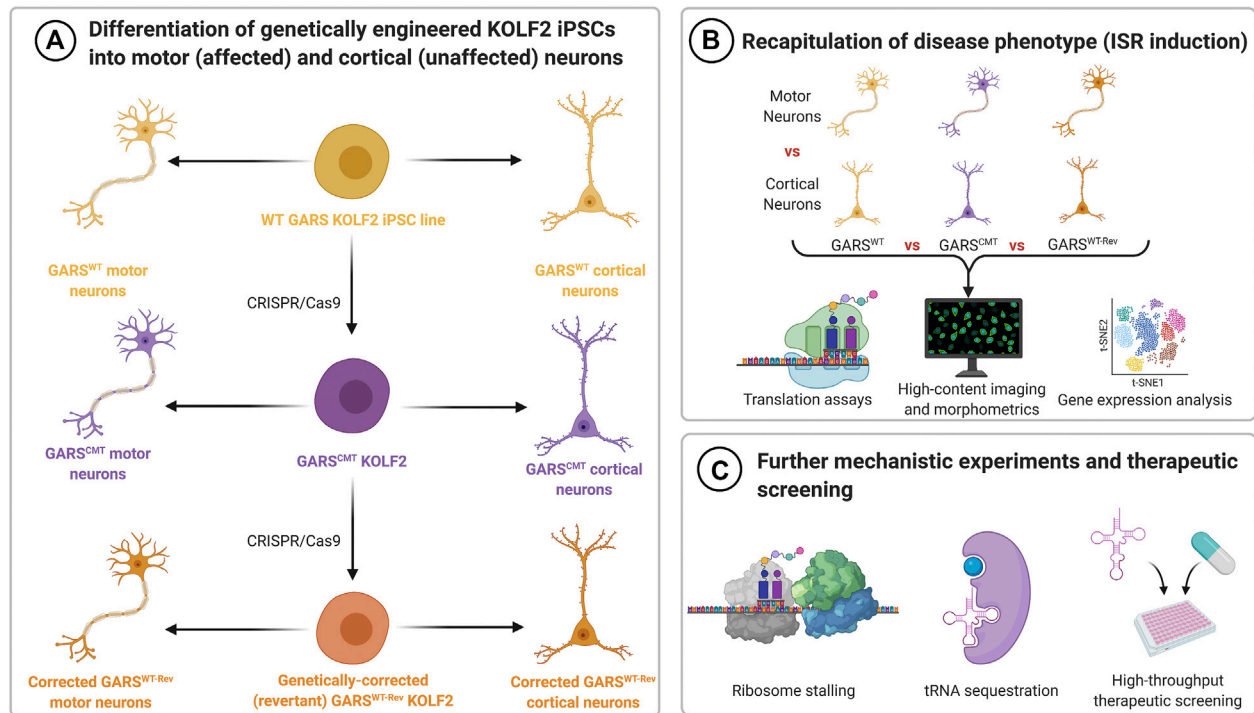 A
Differentiation of genetically engineered KOLF2 iPSCs
into motor (affected) and cortical (unaffected) neurons
WT GARS KOLF2 iPSC line
GARSWT motor
neurons
GARSWT cortical
neurons
CRISPR/Cas9
GARSCMT motor
neurons
GARSCMT KOLF2
GARSCMT cortical
neurons
CRISPR/Cas9
Corrected GARSWT-Rev
motor neurons
Genetically-corrected
(revertant) GARSWT-Rev KOLF2
Corrected GARSWT-Rev
cortical neurons
B
Recapitulation of disease phenotype (ISR induction)
Motor
Neurons
vs
Cortical
Neurons
GARSWT vs GARSCMT vs GARSWT-Rev
Translation assays
High-content imaging
and morphometrics
t-SNE2
t-SNE1
Gene expression analysis
C
Further mechanistic experiments and therapeutic
screening
Ribosome stalling
tRNA sequestration
High-throughput
therapeutic screening